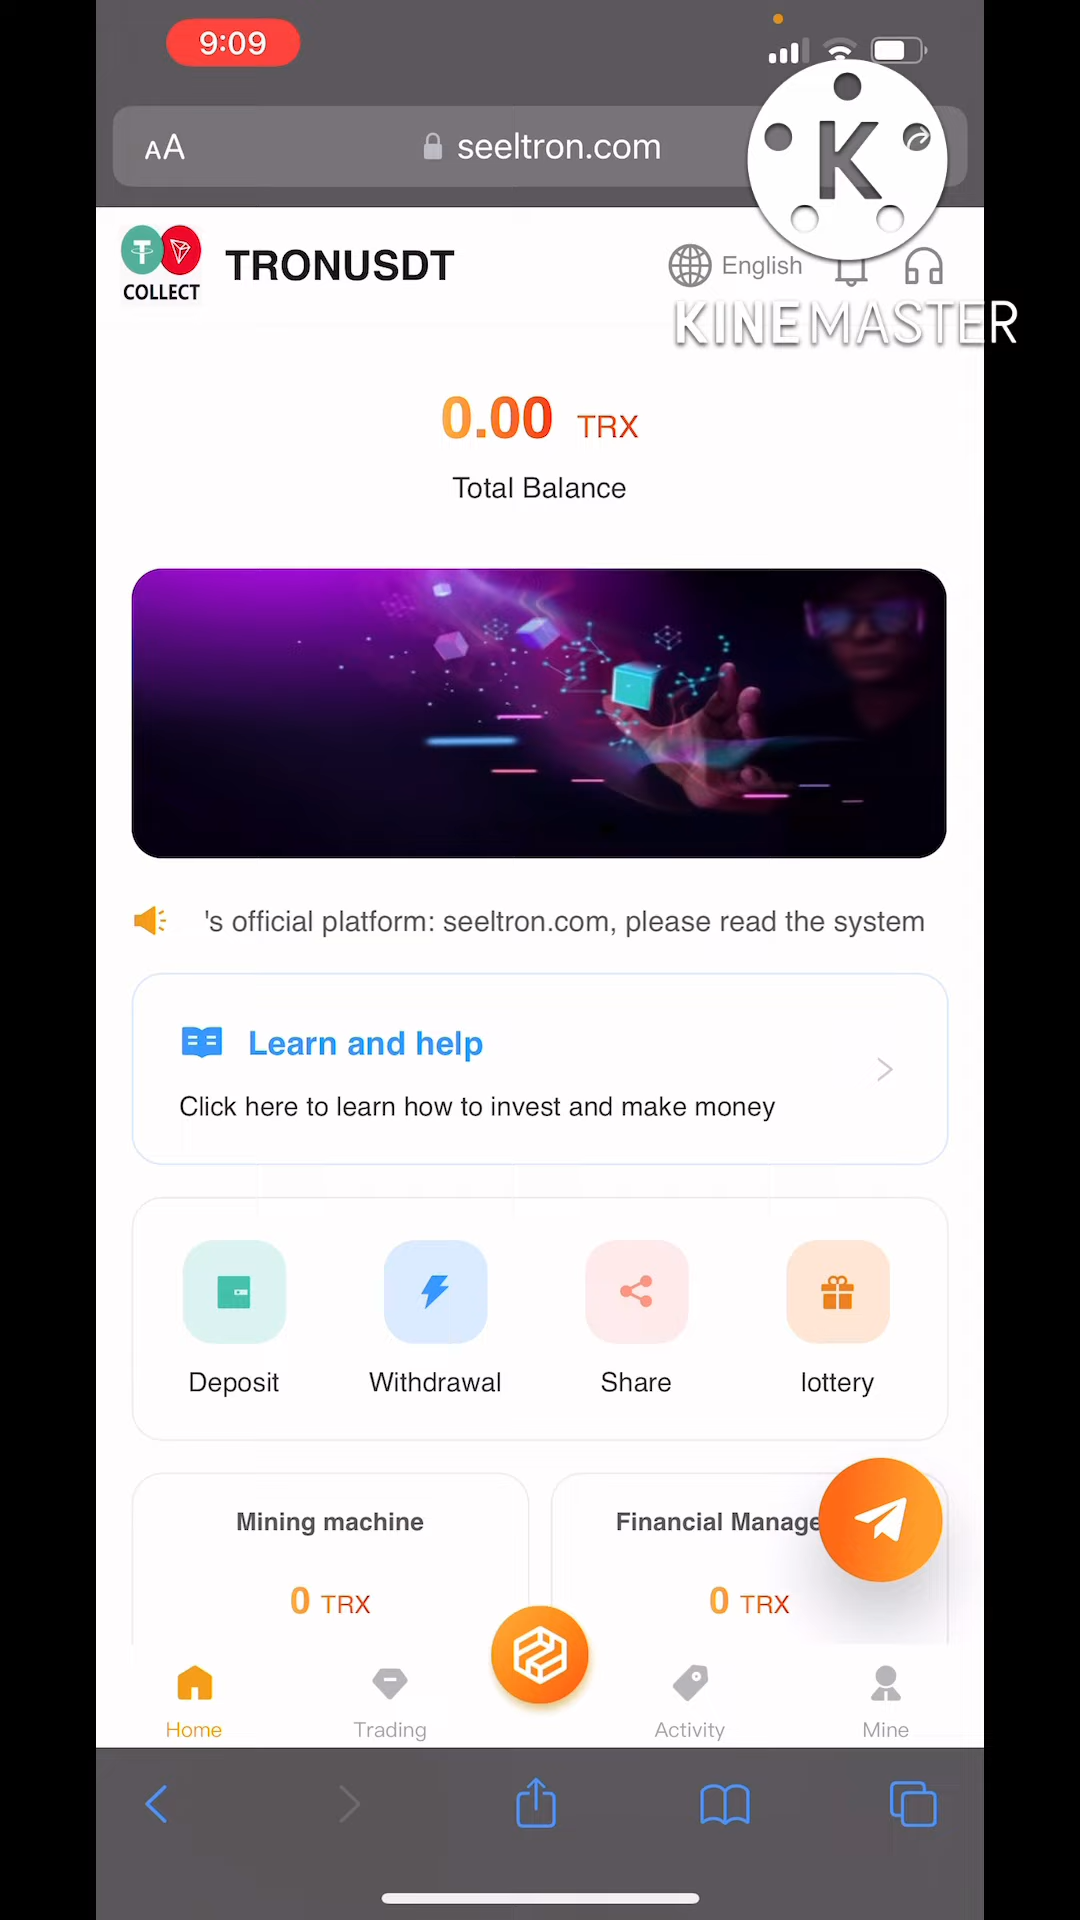 9:09
AA
seeltron.com
K
COLLECT
TRONUSDT
English
KINEMASTER
0.00 TRX
Total Balance
's official platform: seeltron.com, please read the system
Learn and help
Click here to learn how to invest and make money
Deposit
Withdrawal
Share
lottery
Mining machine
Financial Manage
0 TRX
0 TRX
Home
Trading
Activity
Mine